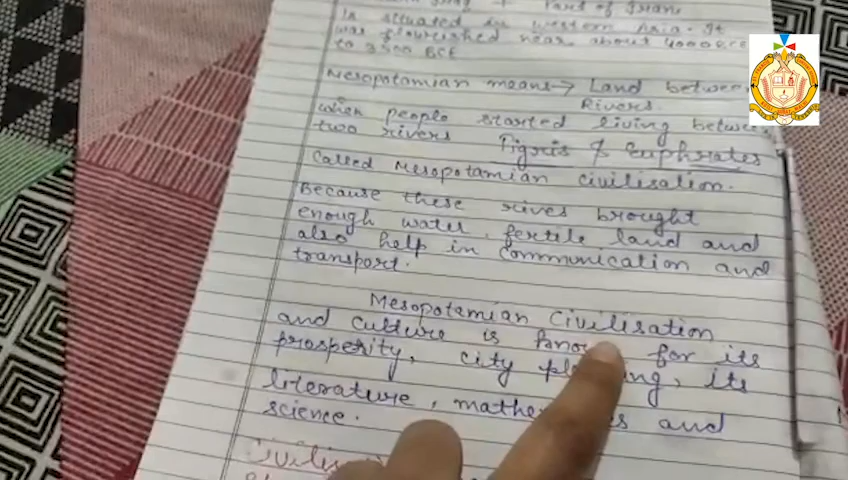 Part of Iran
is situated in western Asia. It
was flourished near about 4000 BCE
to 3500 BCE
Mesopotamian means → Land between
Rivers.
when people started living between
two rivers Tigris & Euphrates
called Mesopotamian civilisation.
Because these rives brought
enough water, fertile land and
also help in communication and
transport.
Mesopotamian Civilisation
and culture is for its
prosperity, city its
literature, and
science.